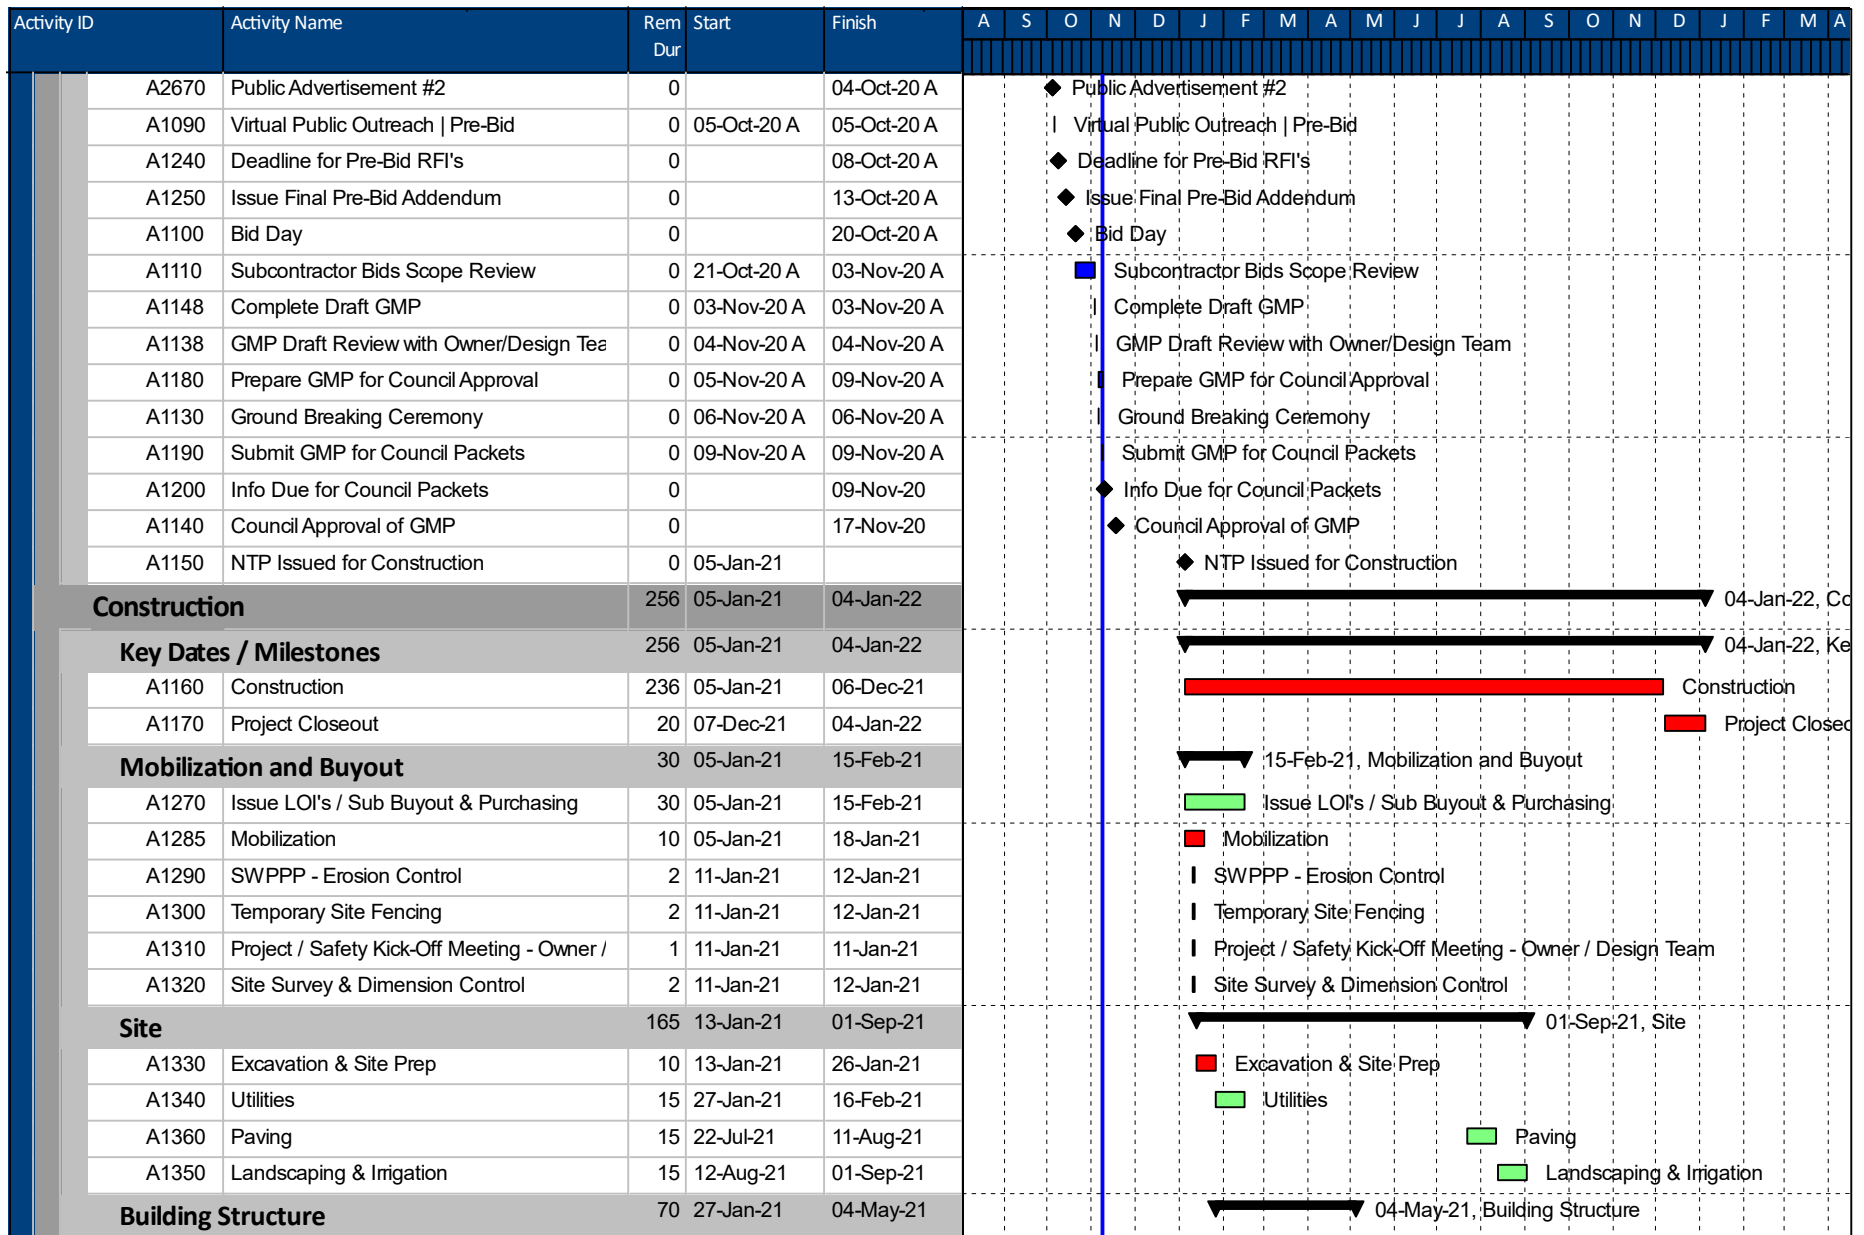 Activity ID Activity Name Rem Dur Start Finish A S O N D J F M A M J J A S O N D J F M A
A2670 Public Advertisement #2 0 04-Oct-20 A Public Advertisement #2
A1090 Virtual Public Outreach | Pre-Bid 0 05-Oct-20 A 05-Oct-20 A Virtual Public Outreach | Pre-Bid
A1240 Deadline for Pre-Bid RFI's 0 08-Oct-20 A Deadline for Pre-Bid RFI's
A1250 Issue Final Pre-Bid Addendum 0 13-Oct-20 A Issue Final Pre-Bid Addendum
A1100 Bid Day 0 20-Oct-20 A Bid Day
A1110 Subcontractor Bids Scope Review 0 21-Oct-20 A 03-Nov-20 A Subcontractor Bids Scope Review
A1148 Complete Draft GMP 0 03-Nov-20 A 03-Nov-20 A Complete Draft GMP
A1138 GMP Draft Review with Owner/Design Tea 0 04-Nov-20 A 04-Nov-20 A GMP Draft Review with Owner/Design Team
A1180 Prepare GMP for Council Approval 0 05-Nov-20 A 09-Nov-20 A Prepare GMP for Council Approval
A1130 Ground Breaking Ceremony 0 06-Nov-20 A 06-Nov-20 A Ground Breaking Ceremony
A1190 Submit GMP for Council Packets 0 09-Nov-20 A 09-Nov-20 A Submit GMP for Council Packets
A1200 Info Due for Council Packets 0 09-Nov-20 Info Due for Council Packets
A1140 Council Approval of GMP 0 17-Nov-20 Council Approval of GMP
A1150 NTP Issued for Construction 0 05-Jan-21 NTP Issued for Construction
Construction 256 05-Jan-21 04-Jan-22 04-Jan-22, Co
Key Dates / Milestones 256 05-Jan-21 04-Jan-22 04-Jan-22, Ke
A1160 Construction 236 05-Jan-21 06-Dec-21 Construction
A1170 Project Closeout 20 07-Dec-21 04-Jan-22 Project Closeo
Mobilization and Buyout 30 05-Jan-21 15-Feb-21 15-Feb-21, Mobilization and Buyout
A1270 Issue LOI's / Sub Buyout & Purchasing 30 05-Jan-21 15-Feb-21 Issue LOI's / Sub Buyout & Purchasing
A1285 Mobilization 10 05-Jan-21 18-Jan-21 Mobilization
A1290 SWPPP - Erosion Control 2 11-Jan-21 12-Jan-21 SWPPP - Erosion Control
A1300 Temporary Site Fencing 2 11-Jan-21 12-Jan-21 Temporary Site Fencing
A1310 Project / Safety Kick-Off Meeting - Owner / 1 11-Jan-21 11-Jan-21 Project / Safety Kick-Off Meeting - Owner / Design Team
A1320 Site Survey & Dimension Control 2 11-Jan-21 12-Jan-21 Site Survey & Dimension Control
Site 165 13-Jan-21 01-Sep-21 01-Sep-21, Site
A1330 Excavation & Site Prep 10 13-Jan-21 26-Jan-21 Excavation & Site Prep
A1340 Utilities 15 27-Jan-21 16-Feb-21 Utilities
A1360 Paving 15 22-Jul-21 11-Aug-21 Paving
A1350 Landscaping & Irrigation 15 12-Aug-21 01-Sep-21 Landscaping & Irrigation
Building Structure 70 27-Jan-21 04-May-21 04-May-21, Building Structure